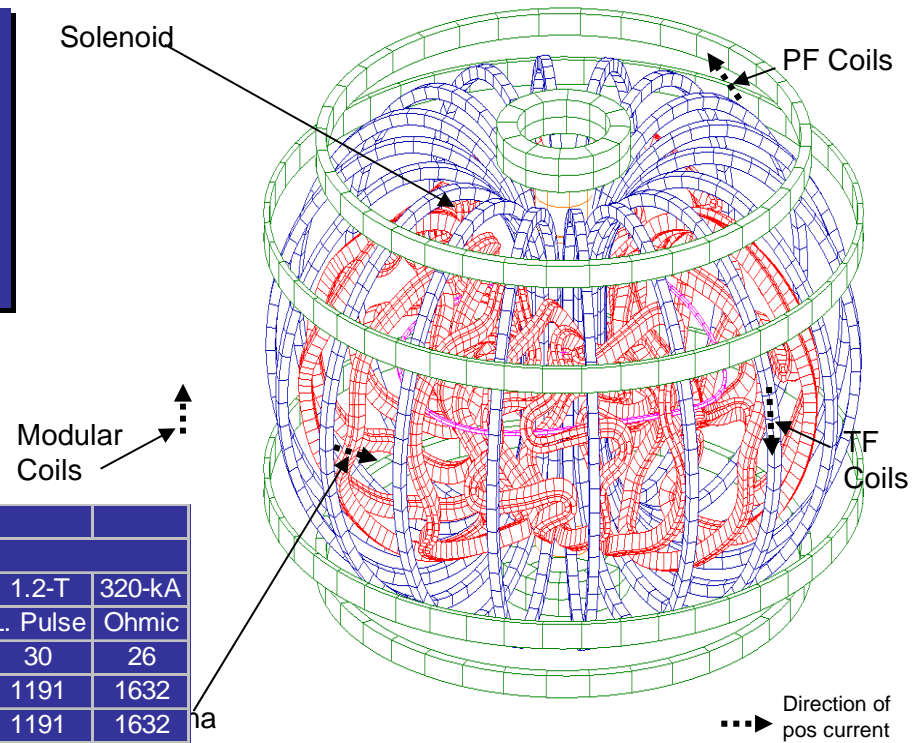 Solenoid
PF Coils
Modular
Coils
TF
Coils
1.2-T 320-kA
. Pulse Ohmic
30 26
1191 1632
1191 1632
na
Direction of
pos current